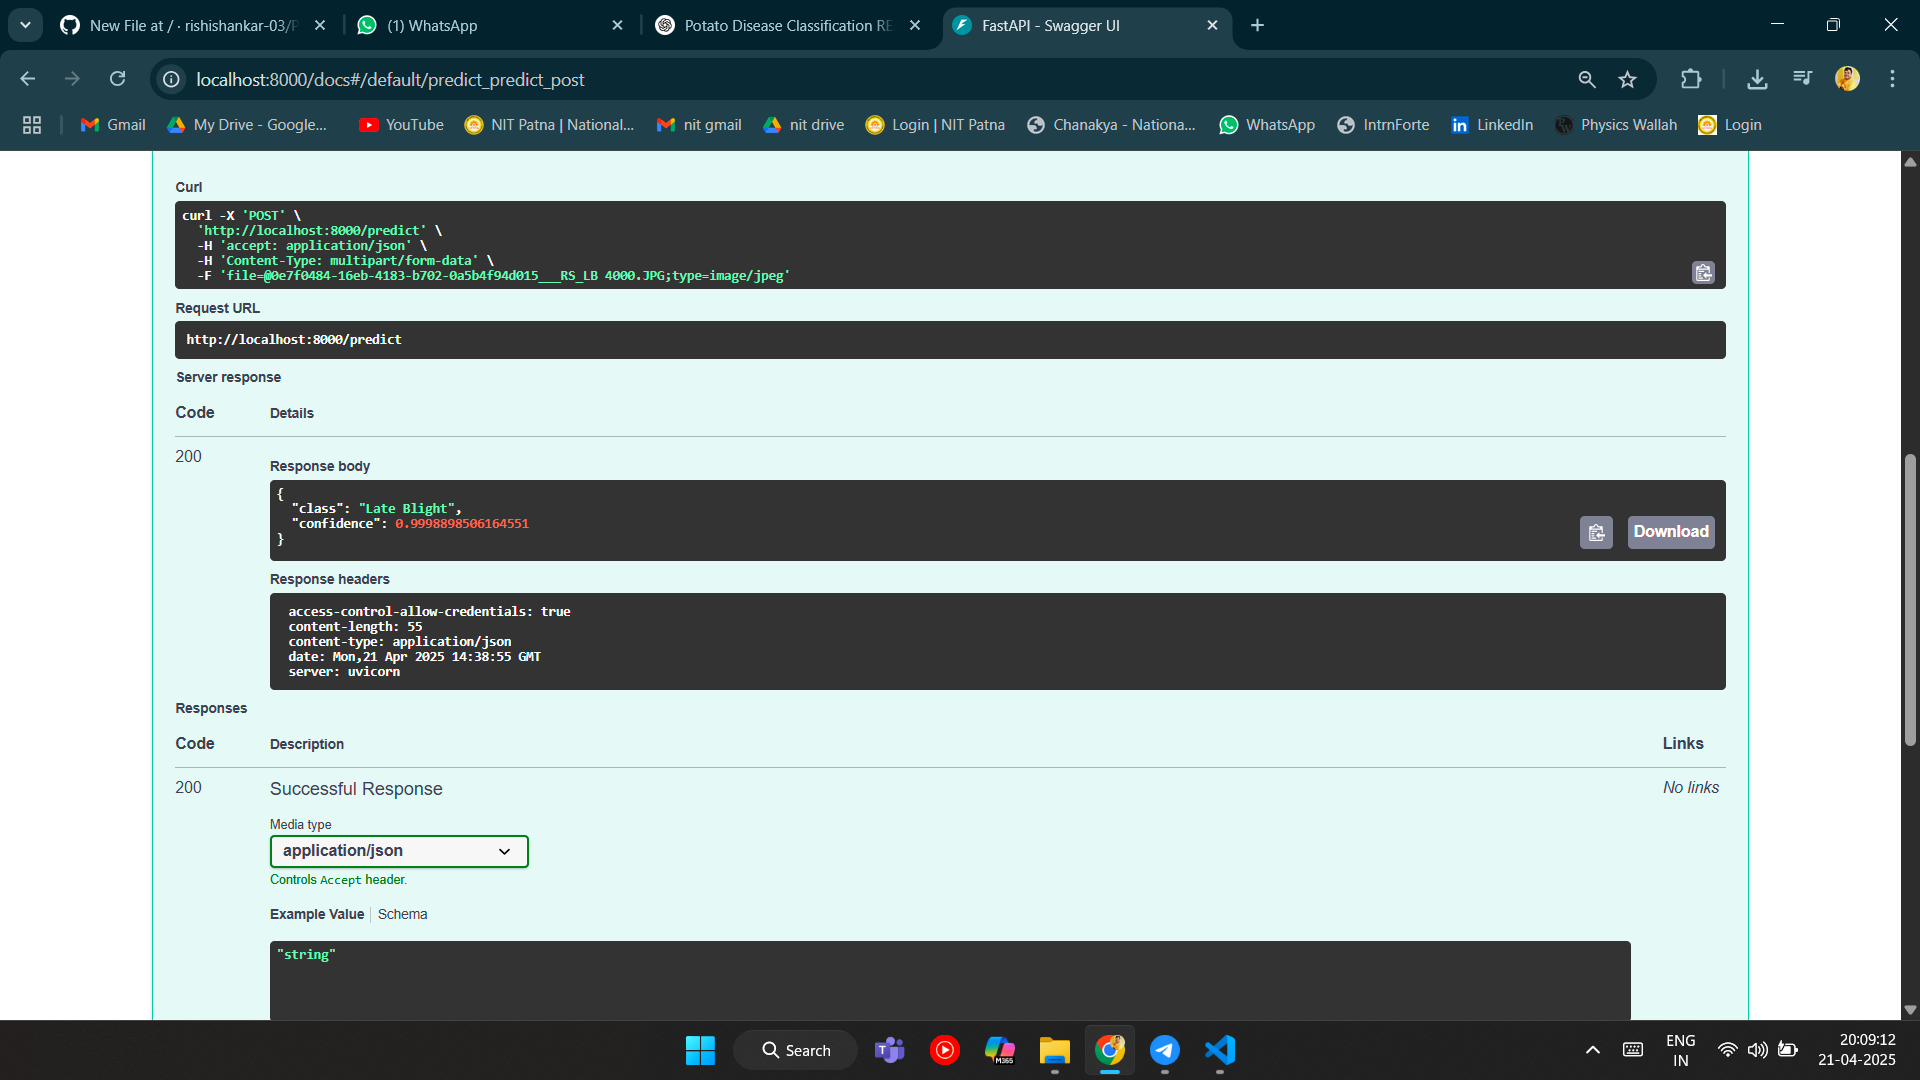 New File at / · rishishankar-03/P
(1) WhatsApp
Potato Disease Classification RE
FastAPI - Swagger UI
localhost:8000/docs#/default/predict_predict_post
Gmail
My Drive - Google...
YouTube
NIT Patna | National...
nit gmail
nit drive
Login | NIT Patna
Chanakya - Nationa...
WhatsApp
IntrnForte
LinkedIn
Physics Wallah
Login
Curl
curl -X 'POST' \
'http://localhost:8000/predict' \
-H 'accept: application/json' \
-H 'Content-Type: multipart/form-data' \
-F 'file=@0e7f0484-16eb-4183-b702-0a5b4f94d015___RS_LB 4000.JPG;type=image/jpeg'
Request URL
http://localhost:8000/predict
Server response
Code Details
200
Response body
{
"class": "Late Blight",
"confidence": 0.9998898506164551
}
Download
Response headers
access-control-allow-credentials: true
content-length: 55
content-type: application/json
date: Mon,21 Apr 2025 14:38:55 GMT
server: uvicorn
Responses
Code Description Links
200 Successful Response No links
Media type
application/json
Controls Accept header.
Example Value Schema
"string"
Search
M365
ENG
IN
20:09:12
21-04-2025